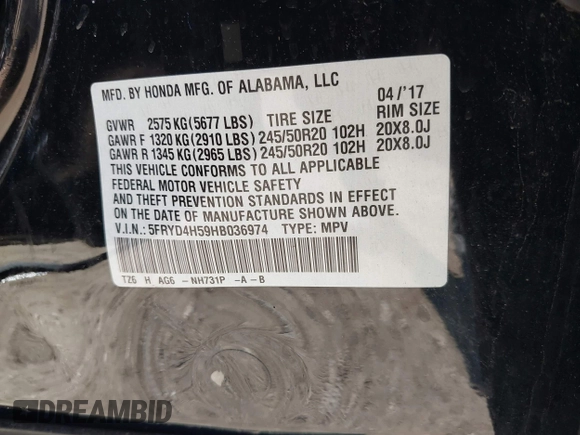 MFD. BY HONDA MFG. OF ALABAMA, LLC
04 /'17
GVWR 2575 KG(5677 LBS) TIRE SIZE RIM SIZE
GAWR F 1320 KG(2910 LBS) 245/50R20 102H 20X8.0J
GAWR R 1345 KG(2965 LBS) 245/50R20 102H 20X8.0J
THIS VEHICLE CONFORMS TO ALL APPLICABLE
FEDERAL MOTOR VEHICLE SAFETY
AND THEFT PREVENTION STANDARDS IN EFFECT
ON THE DATE OF MANUFACTURE SHOWN ABOVE.
V.I.N.: 5FRYD4H59HB036974 TYPE: MPV
TZ6 H AG6 -NH731P -A-B
DREAMBID